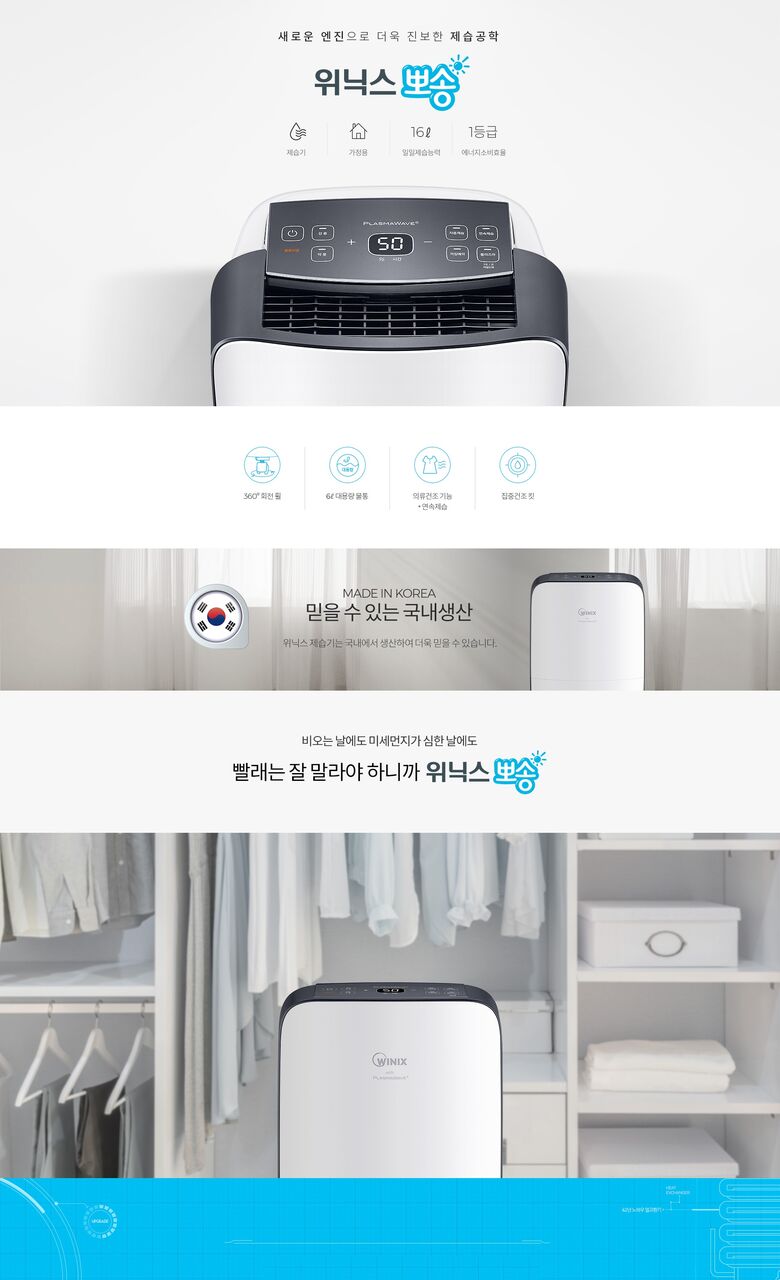 새로운 엔진으로 더욱 진보한 제습공학
위닉스 뽀송
제습기
가정용
16ℓ
일일제습능력
1등급
에너지소비효율
PLASMAWAVE®
50
% 시간
360° 회전 휠
6ℓ 대용량 물통
대용량
의류건조 기능
+ 연속제습
집중건조 킷
MADE IN KOREA
믿을 수 있는 국내생산
위닉스 제습기는 국내에서 생산하여 더욱 믿을 수 있습니다.
WINIX
비오는 날에도 미세먼지가 심한 날에도
빨래는 잘 말라야 하니까 위닉스 뽀송
50
WINIX
with
PLASMAWAVE®
UPGRADE
HEAT
EXCHANGER